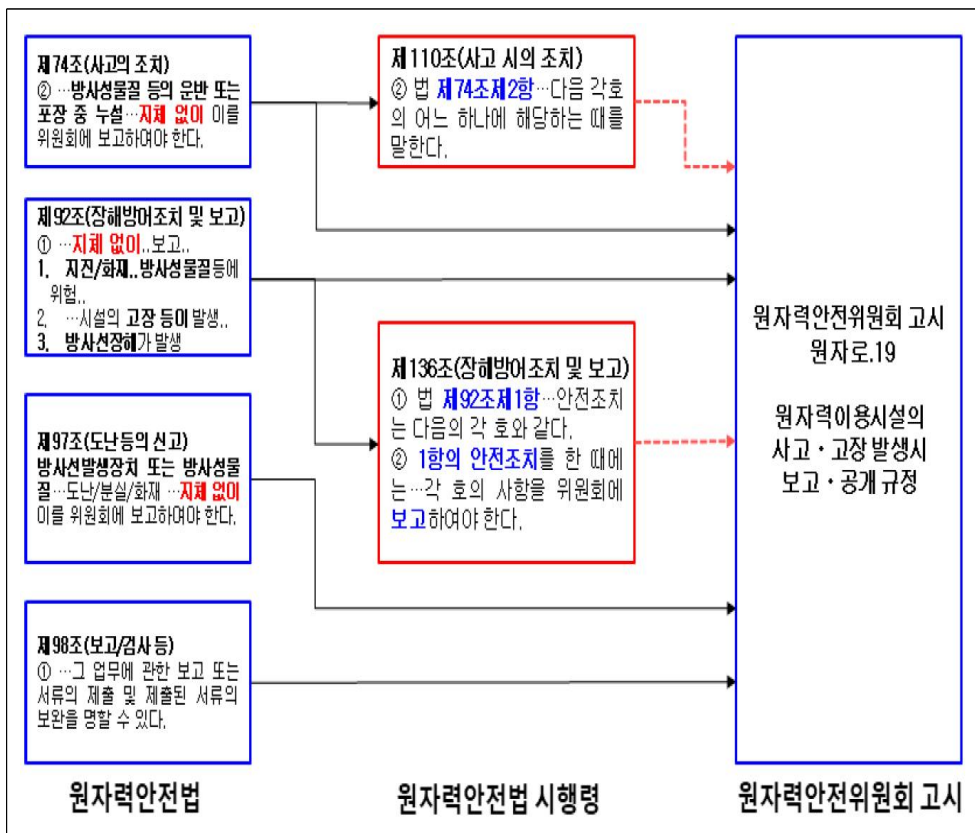 제74조(사고의 조치)
② …방사성물질 등의 운반 또는
포장 중 누설…지체 없이 이를
위원회에 보고하여야 한다.
제92조(장해방어조치 및 보고)
① …지체 없이..보고..
1. 지진/화재..방사성물질등에
위험..
2. …시설의 고장 등이 발생..
3. 방사선장해가 발생
제97조(도난등의 신고)
방사선발생장치 또는 방사성물
질…도난/분실/화재 …지체 없이
이를 위원회에 보고하여야 한다.
제98조(보고/검사 등)
① …그 업무에 관한 보고 또는
서류의 제출 및 제출된 서류의
보완을 명할 수 있다.
원자력안전법
제110조(사고 시의 조치)
② 법 제74조제2항…다음 각호
의 어느 하나에 해당하는 때를
말한다.
제136조(장해방어조치 및 보고)
① 법 제92조제1항…안전조치
는 다음의 각 호와 같다.
② 1항의 안전조치를 한 때에
는…각 호의 사항을 위원회에
보고하여야 한다.
원자력안전법 시행령
원자력안전위원회 고시
원자로.19
원자력이용시설의
사고·고장 발생시
보고·공개 규정
원자력안전위원회 고시